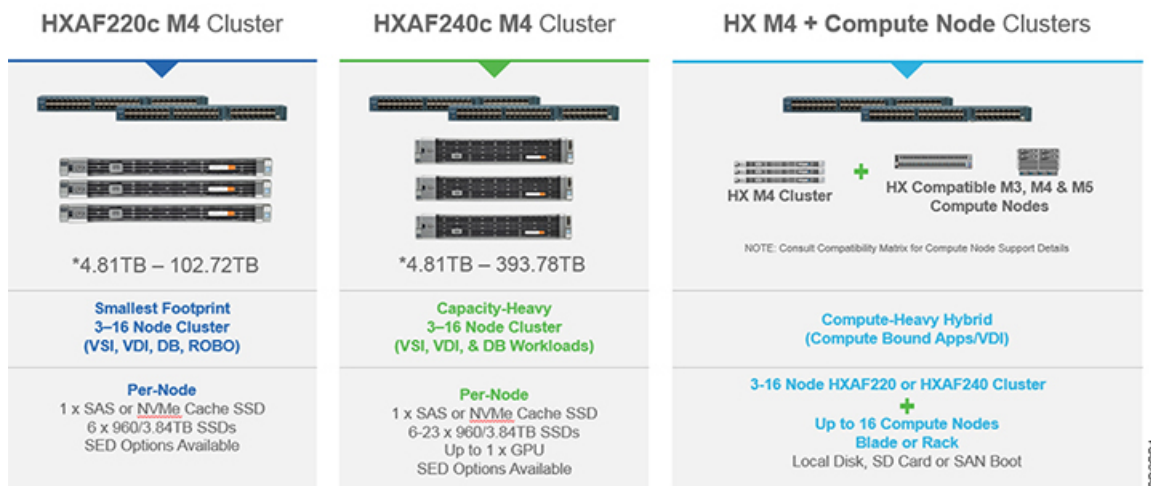 HXAF220c M4 Cluster
*4.81TB – 102.72TB
Smallest Footprint
3–16 Node Cluster
(VSI, VDI, DB, ROBO)
Per-Node
1 x SAS or NVMe Cache SSD
6 x 960/3.84TB SSDs
SED Options Available
HXAF240c M4 Cluster
*4.81TB – 393.78TB
Capacity-Heavy
3–16 Node Cluster
(VSI, VDI, & DB Workloads)
Per-Node
1 x SAS or NVMe Cache SSD
6-23 x 960/3.84TB SSDs
Up to 1 x GPU
SED Options Available
HX M4 + Compute Node Clusters
HX M4 Cluster
+
HX Compatible M3, M4 & M5
Compute Nodes
NOTE: Consult Compatibility Matrix for Compute Node Support Details
Compute-Heavy Hybrid
(Compute Bound Apps/VDI)
3-16 Node HXAF220 or HXAF240 Cluster
+
Up to 16 Compute Nodes
Blade or Rack
Local Disk, SD Card or SAN Boot